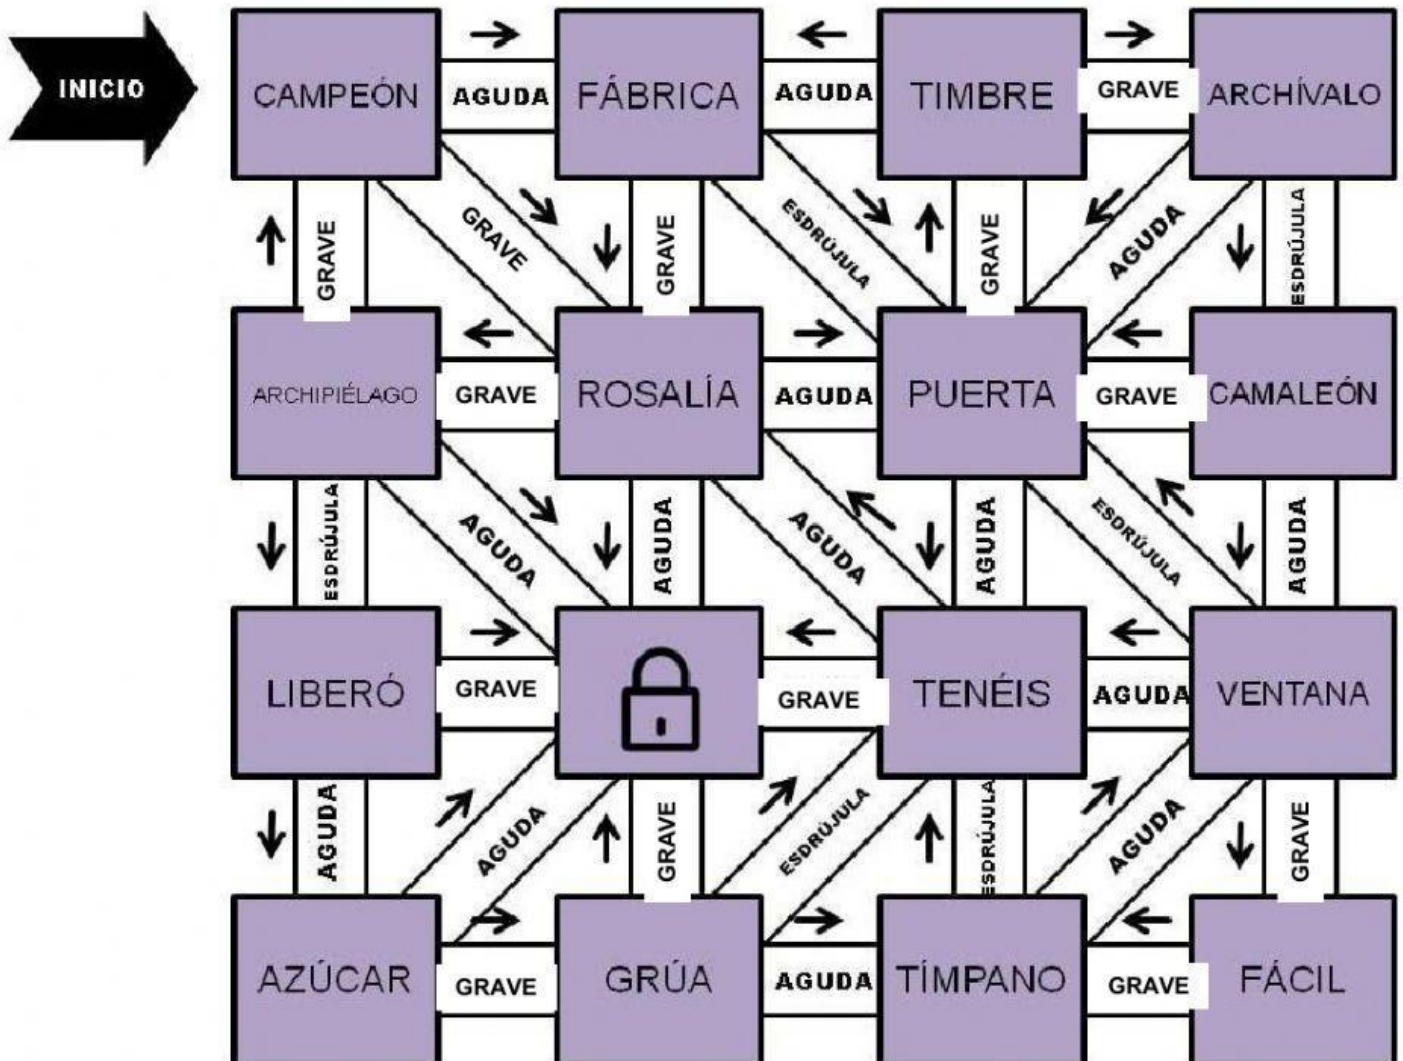 INICIO
CAMPEÓN AGUDA FÁBRICA AGUDA TIMBRE GRAVE ARCHÍVALO
GRAVE GRAVE GRAVE ESDRÚJULA GRAVE AGUDA ESDRÚJULA
ARCHIPIÉLAGO GRAVE ROSALÍA AGUDA PUERTA GRAVE CAMALEÓN
ESDRÚJULA AGUDA AGUDA AGUDA AGUDA ESDRÚJULA AGUDA
LIBERÓ GRAVE GRAVE TENÉIS AGUDA VENTANA
AGUDA AGUDA GRAVE ESDRÚJULA ESDRÚJULA AGUDA GRAVE
AZÚCAR GRAVE GRÚA AGUDA TÍMPANO GRAVE FÁCIL